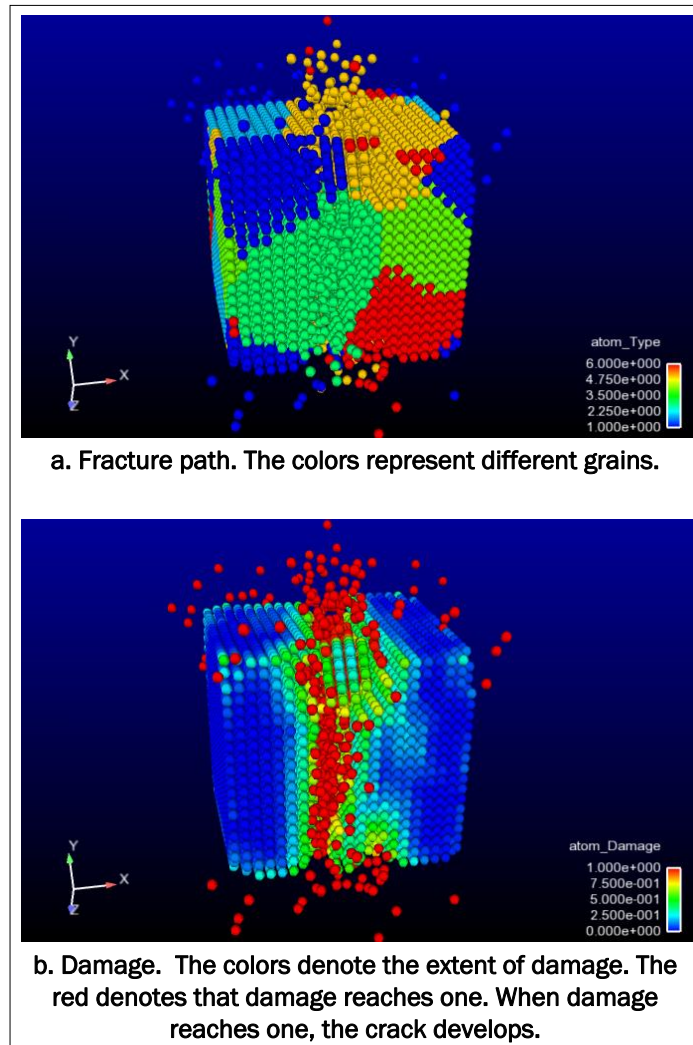 Y
X
Z
atom_Type
6.000e+000
4.750e+000
3.500e+000
2.250e+000
1.000e+000
a. Fracture path. The colors represent different grains.
Y
X
Z
atom_Damage
1.000e+000
7.500e-001
5.000e-001
2.500e-001
0.000e+000
b. Damage. The colors denote the extent of damage. The
red denotes that damage reaches one. When damage
reaches one, the crack develops.